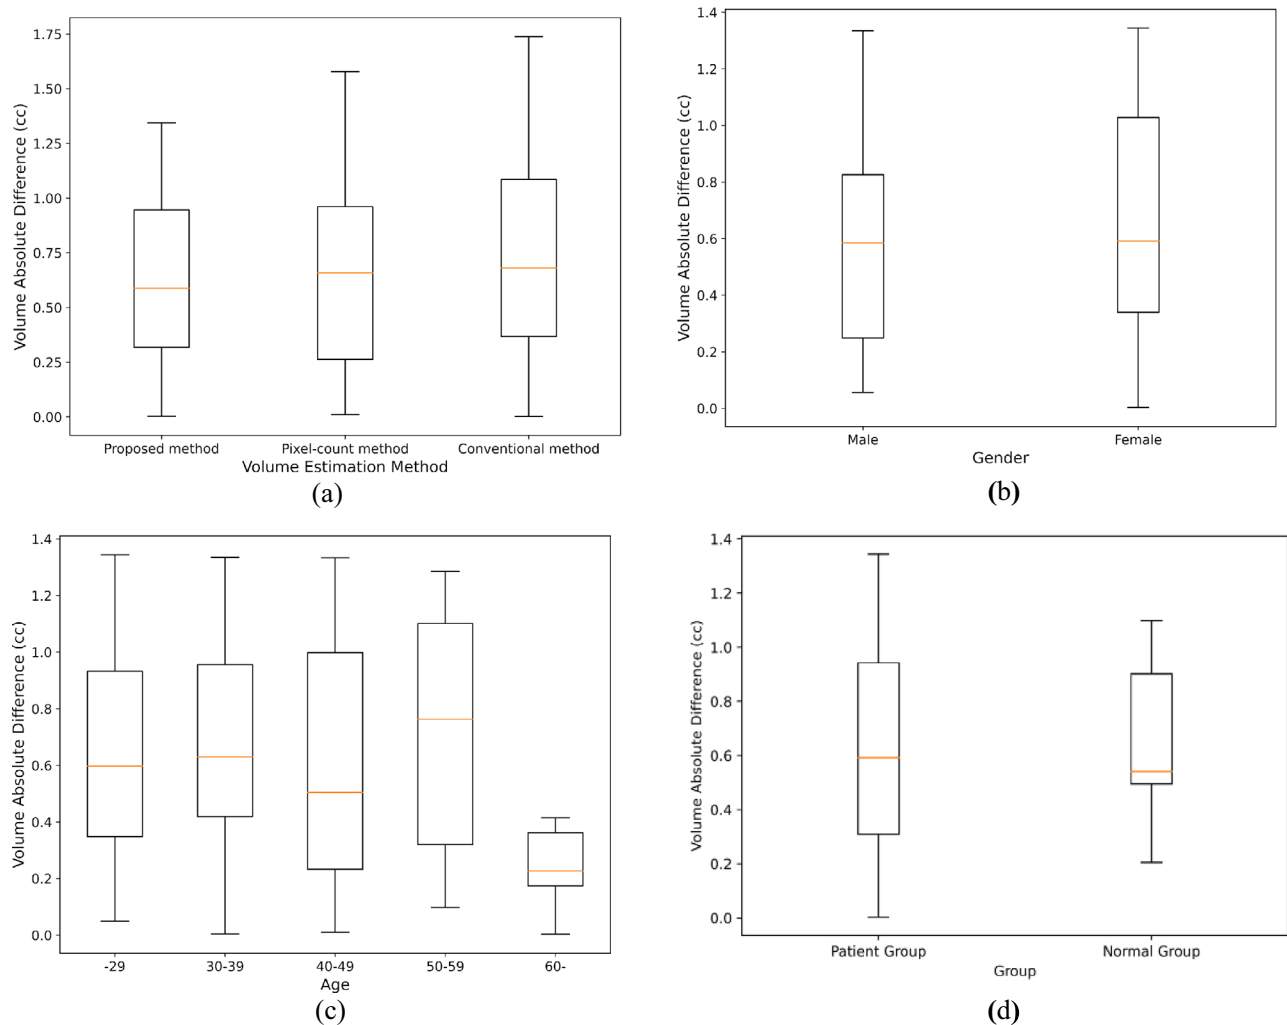 Volume Absolute Difference (cc)
1.75
1.50
1.25
1.00
0.75
0.50
0.25
0.00
Proposed method Pixel-count method Conventional method
Volume Estimation Method
(a)
Volume Absolute Difference (cc)
1.4
1.2
1.0
0.8
0.6
0.4
0.2
0.0
Male Female
Gender
(b)
Volume Absolute Difference (cc)
1.4
1.2
1.0
0.8
0.6
0.4
0.2
0.0
-29 30-39 40-49 50-59 60-
Age
(c)
Volume Absolute Difference (cc)
1.4
1.2
1.0
0.8
0.6
0.4
0.2
0.0
Patient Group Normal Group
Group
(d)